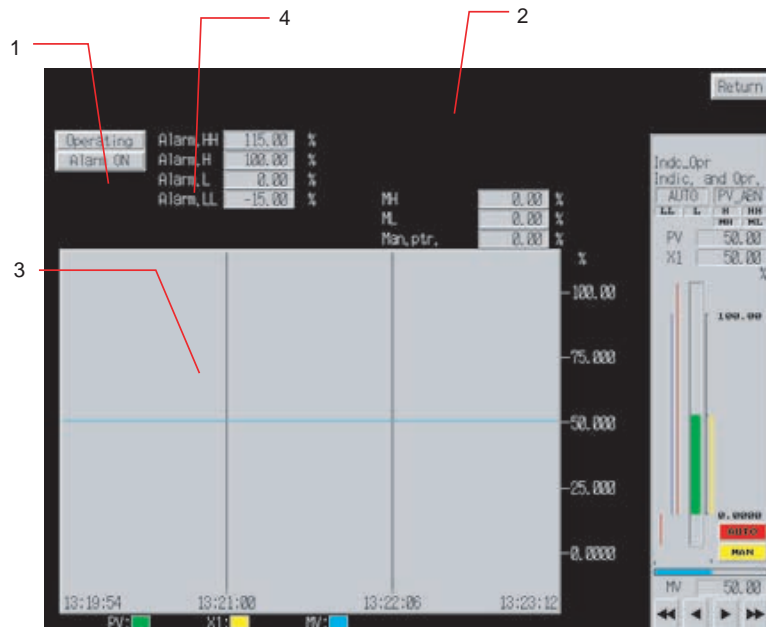 1
4
2
3
Return
Operating
Alarm ON
Alarm,HH 115.00 %
Alarm,H 100.00 %
Alarm,L 0.00 %
Alarm,LL -15.00 %
MH 0.00 %
ML 0.00 %
Man,ptr, 0.00 %
%
100.00
75.000
50.000
25.000
0.0000
13:19:54 13:21:00 13:22:06 13:23:12
PV: X1: MV:
Indc_Opr
Indic, and Opr,
AUTO PV_ABN
LL L H HH
MH ML
PV 50.00
X1 50.00
%
100.00
0.0000
AUTO
MAN
MV 50.00